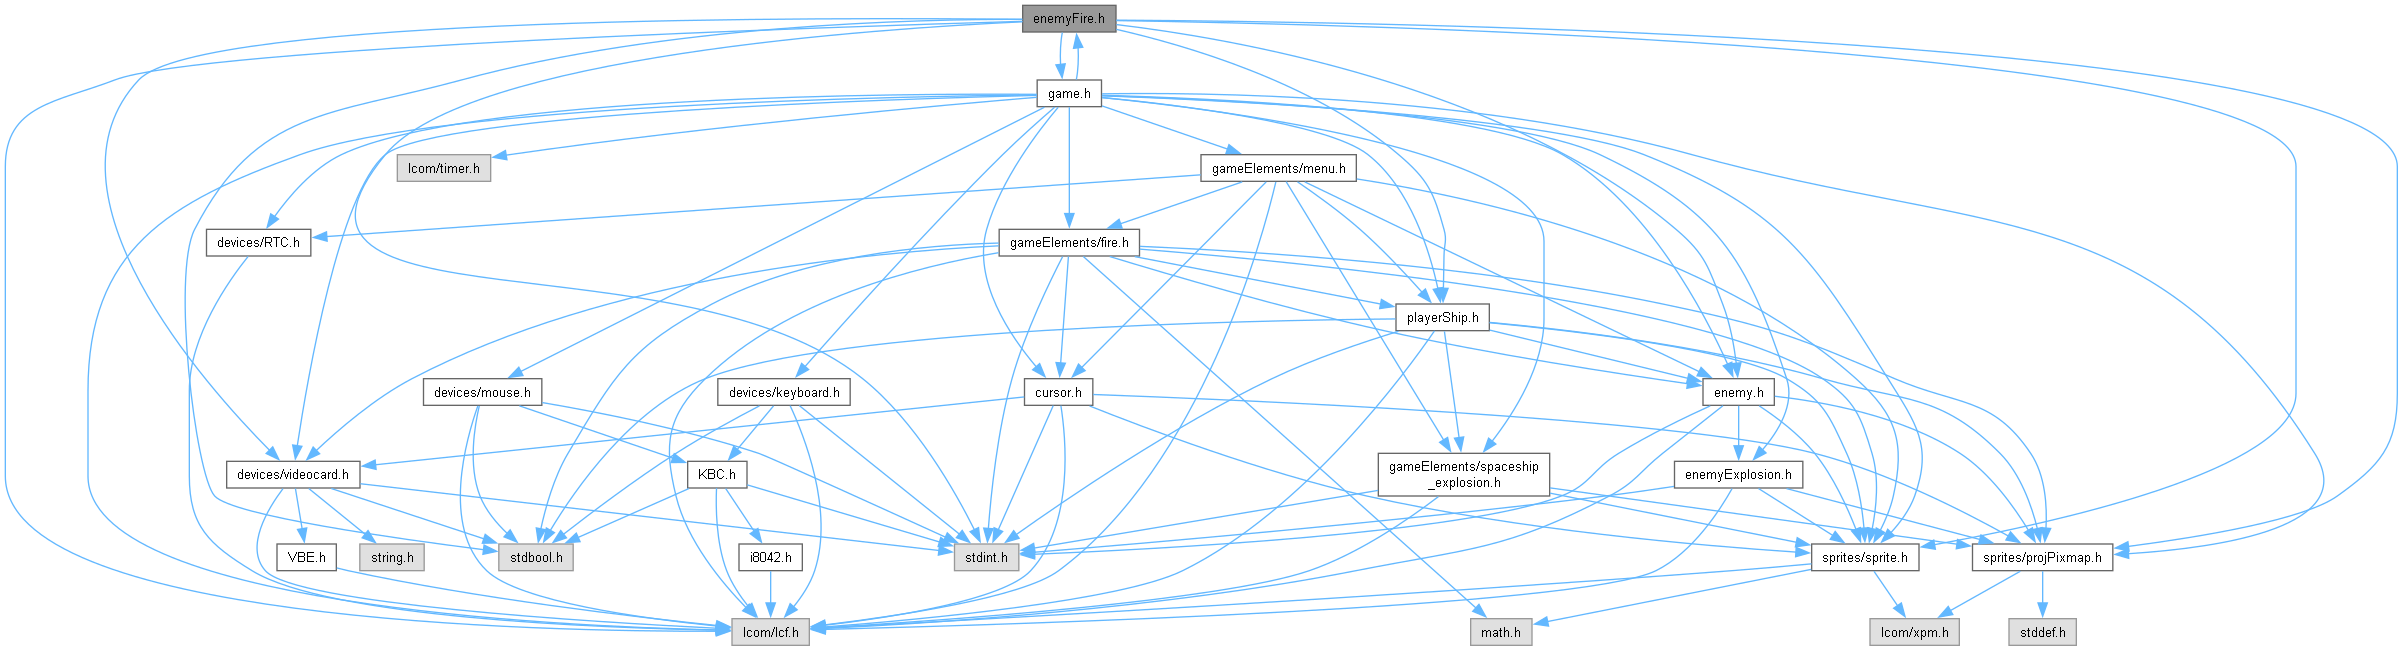 enemyFire.h
game.h
lcom/timer.h
gameElements/menu.h
devices/RTC.h
gameElements/fire.h
playerShip.h
devices/mouse.h
devices/keyboard.h
cursor.h
enemy.h
devices/videocard.h
KBC.h
gameElements/spaceship
_explosion.h
enemyExplosion.h
VBE.h
string.h
stdbool.h
i8042.h
stdint.h
sprites/sprite.h
sprites/projPixmap.h
lcom/lcf.h
math.h
lcom/xpm.h
stddef.h